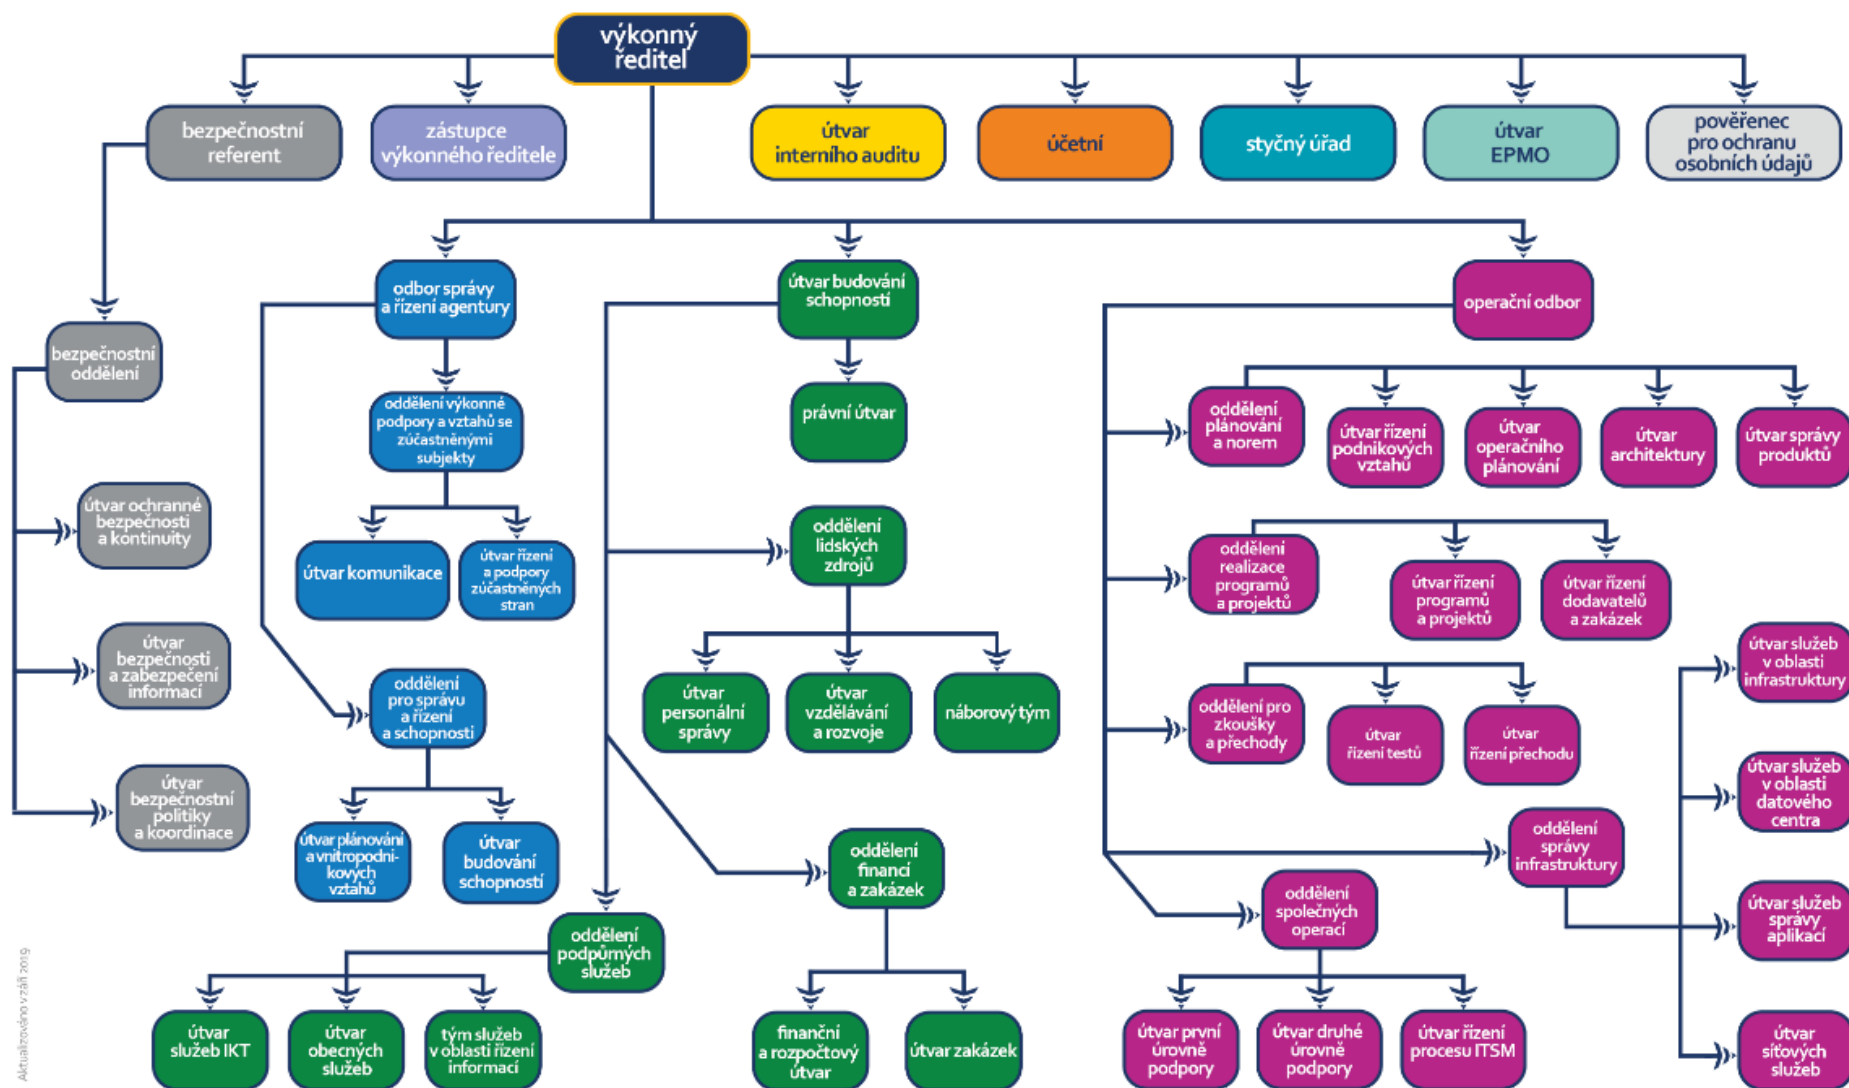 výkonný
ředitel
bezpečnostní
referent
zástupce
výkonného ředitele
útvar
interního auditu
účetní
styčný úřad
útvar
EPMO
pověřenec
pro ochranu
osobních údajů
odbor správy
a řízení agentury
útvar budování
schopností
operační odbor
bezpečnostní
oddělení
oddělení výkonné
podpory a vztahů se
zúčastněnými
subjekty
právní útvar
oddělení
plánování
a norem
útvar řízení
podnikových
vztahů
útvar
operačního
plánování
útvar
architektury
útvar správy
produktů
útvar ochranné
bezpečnosti
a kontinuity
útvar komunikace
útvar řízení
a podpory
zúčastněných
stran
oddělení
lidských
zdrojů
oddělení
realizace
programů
a projektů
útvar řízení
programů
a projektů
útvar řízení
dodavatelů
a zakázek
útvar
bezpečnosti
a zabezpečení
informací
oddělení
pro správu
a řízení
a schopnosti
útvar
personální
správy
útvar
vzdělávání
a rozvoje
náborový tým
oddělení pro
zkoušky
a přechody
útvar
řízení testů
útvar
řízení přechodu
útvar služeb
v oblasti
infrastruktury
útvar
bezpečnostní
politiky
a koordinace
útvar plánování
a vnitropodni-
kových
vztahů
útvar
budování
schopností
oddělení
financí
a zakázek
oddělení
správy
infrastruktury
útvar služeb
v oblasti
datového
centra
oddělení
podpůrných
služeb
oddělení
společných
operací
útvar služeb
správy
aplikací
útvar
služeb IKT
útvar
obecných
služeb
tým služeb
v oblasti řízení
informací
finanční
a rozpočtový
útvar
útvar zakázek
útvar první
úrovně
podpory
útvar druhé
úrovně
podpory
útvar řízení
procesu ITSM
útvar
síťových
služeb
Aktualizováno v září 2019